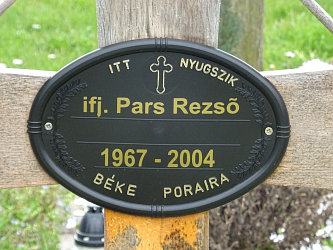 ITT NYUGSZIK
ifj. Pars Rezsõ
1967 - 2004
BÉKE PORAIRA